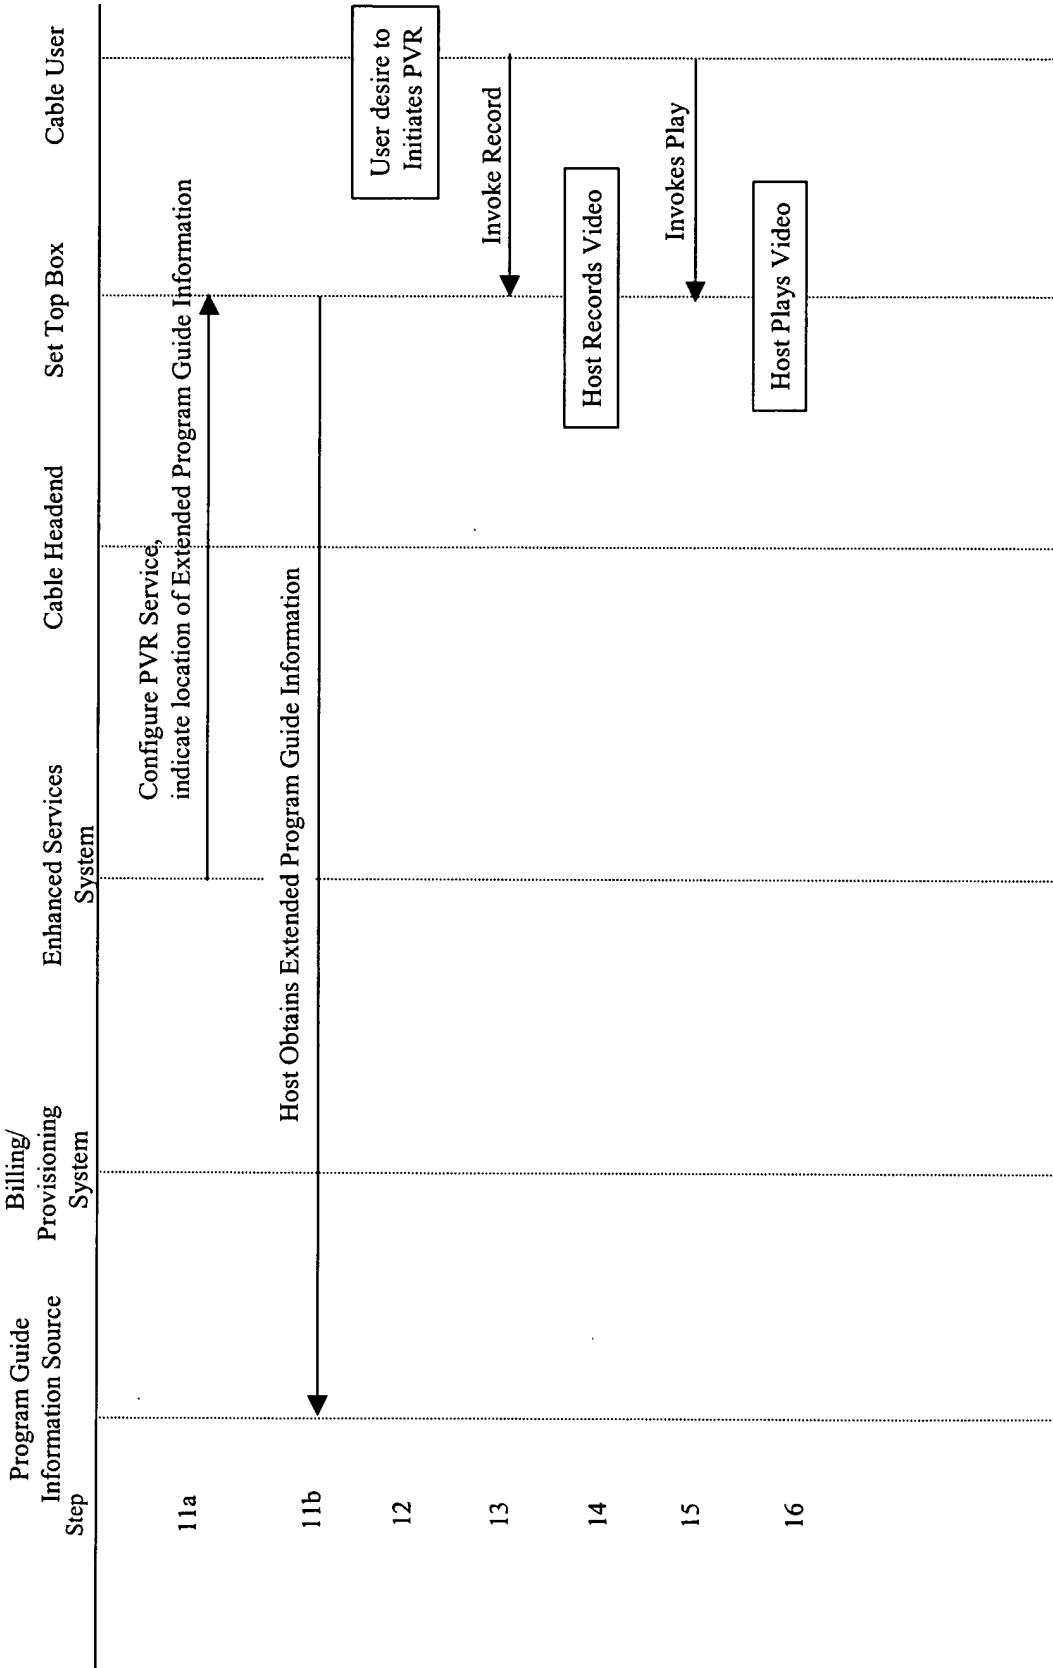 Step
Program Guide
Information Source
Billing/
Provisioning
System
Enhanced Services
System
Cable Headend
Set Top Box
Cable User
11a
Configure PVR Service,
indicate location of Extended Program Guide Information
11b
Host Obtains Extended Program Guide Information
12
User desire to
Initiates PVR
13
Invoke Record
14
Host Records Video
15
Invokes Play
16
Host Plays Video